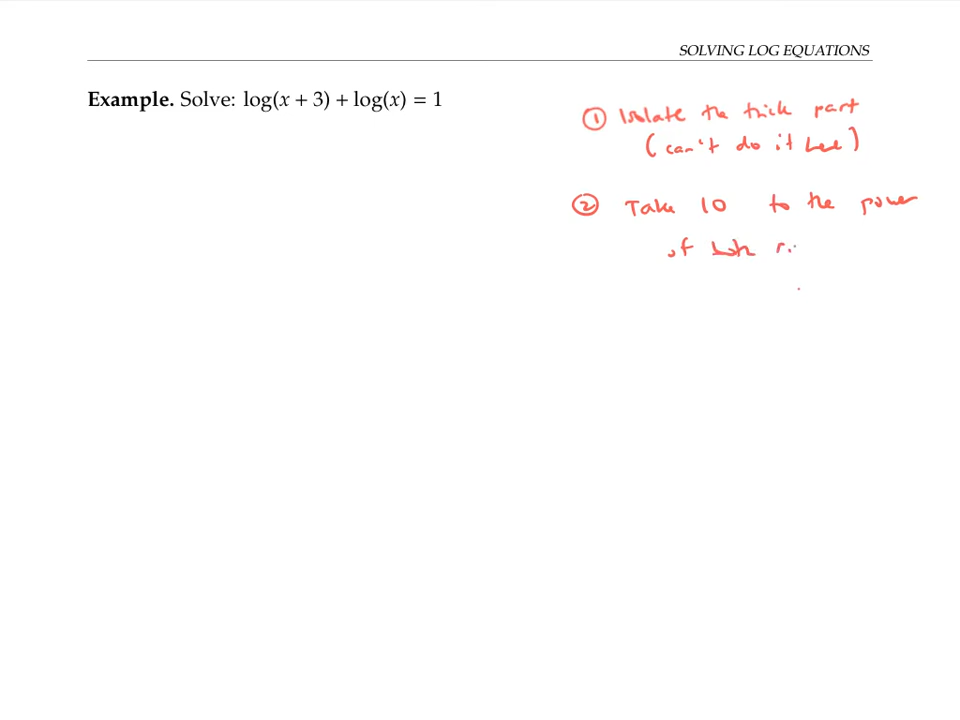 SOLVING LOG EQUATIONS
Example. Solve: log(x + 3) + log(x) = 1
① Isolate the trick part
(can't do it here)
② Take 10 to the power
of both